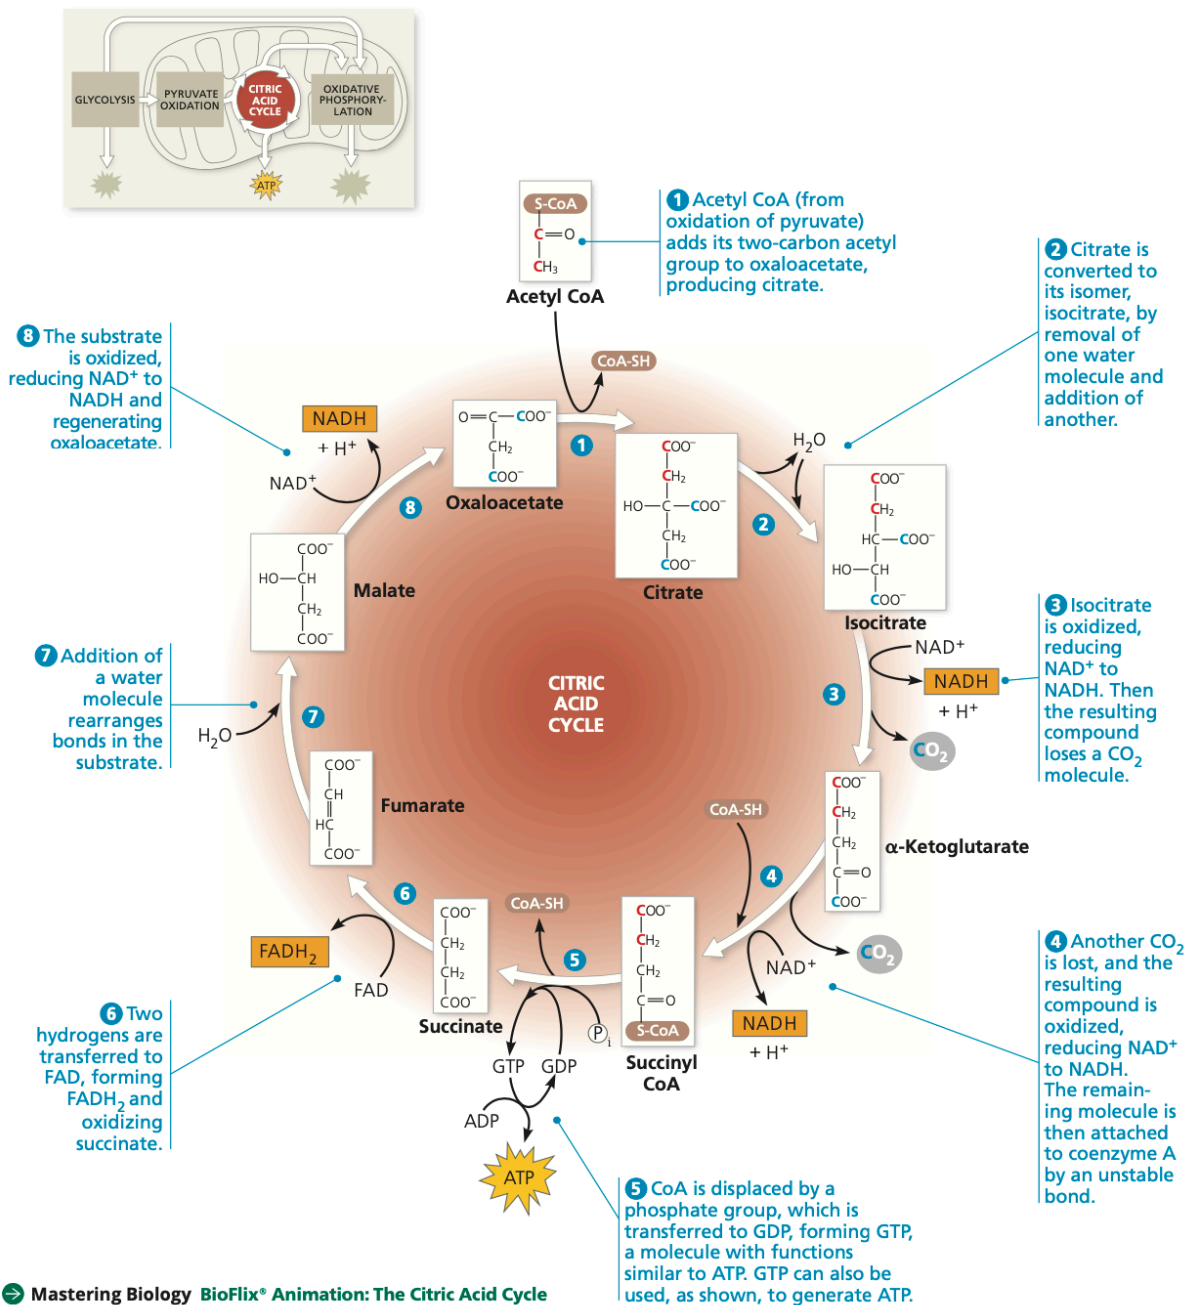 GLYCOLYSIS
PYRUVATE
OXIDATION
CITRIC
ACID
CYCLE
OXIDATIVE
PHOSPHORY-
LATION
ATP
S-CoA
C=O
CH₃
Acetyl CoA
1 Acetyl CoA (from
oxidation of pyruvate)
adds its two-carbon acetyl
group to oxaloacetate,
producing citrate.
2 Citrate is
converted to
its isomer,
isocitrate, by
removal of
one water
molecule and
addition of
another.
8 The substrate
is oxidized,
reducing NAD⁺ to
NADH and
regenerating
oxaloacetate.
CoA-SH
NADH
+ H⁺
NAD⁺
O=C—COO⁻
CH₂
COO⁻
Oxaloacetate
1
8
COO⁻
CH₂
HO—C—COO⁻
CH₂
COO⁻
Citrate
2
H₂O
COO⁻
CH₂
HC—COO⁻
HO—CH
COO⁻
Isocitrate
COO⁻
HO—CH
CH₂
COO⁻
Malate
3 Isocitrate
is oxidized,
reducing
NAD⁺ to
NADH. Then
the resulting
compound
loses a CO₂
molecule.
NAD⁺
NADH
+ H⁺
3
CO₂
CITRIC
ACID
CYCLE
7 Addition of
a water
molecule
rearranges
bonds in the
substrate.
H₂O
7
COO⁻
CH
HC
COO⁻
Fumarate
COO⁻
CH₂
CH₂
C=O
COO⁻
α-Ketoglutarate
CoA-SH
4
CO₂
NAD⁺
NADH
+ H⁺
4 Another CO₂
is lost, and the
resulting
compound is
oxidized,
reducing NAD⁺
to NADH.
The remain-
ing molecule is
then attached
to coenzyme A
by an unstable
bond.
6
FADH₂
FAD
COO⁻
CH₂
CH₂
COO⁻
Succinate
CoA-SH
5
COO⁻
CH₂
CH₂
C=O
S-CoA
Succinyl
CoA
Pᵢ
GTP
GDP
ADP
ATP
6 Two
hydrogens are
transferred to
FAD, forming
FADH₂ and
oxidizing
succinate.
5 CoA is displaced by a
phosphate group, which is
transferred to GDP, forming GTP,
a molecule with functions
similar to ATP. GTP can also be
used, as shown, to generate ATP.
Mastering Biology BioFlix® Animation: The Citric Acid Cycle